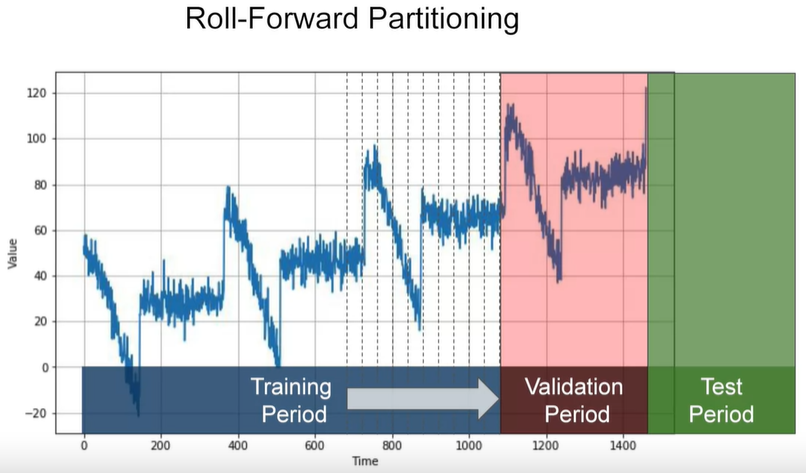 Roll-Forward Partitioning
120
100
80
60
40
20
0
−20
Value
Training
Period
Validation
Period
Test
Period
0 200 400 600 800 1000 1200 1400
Time